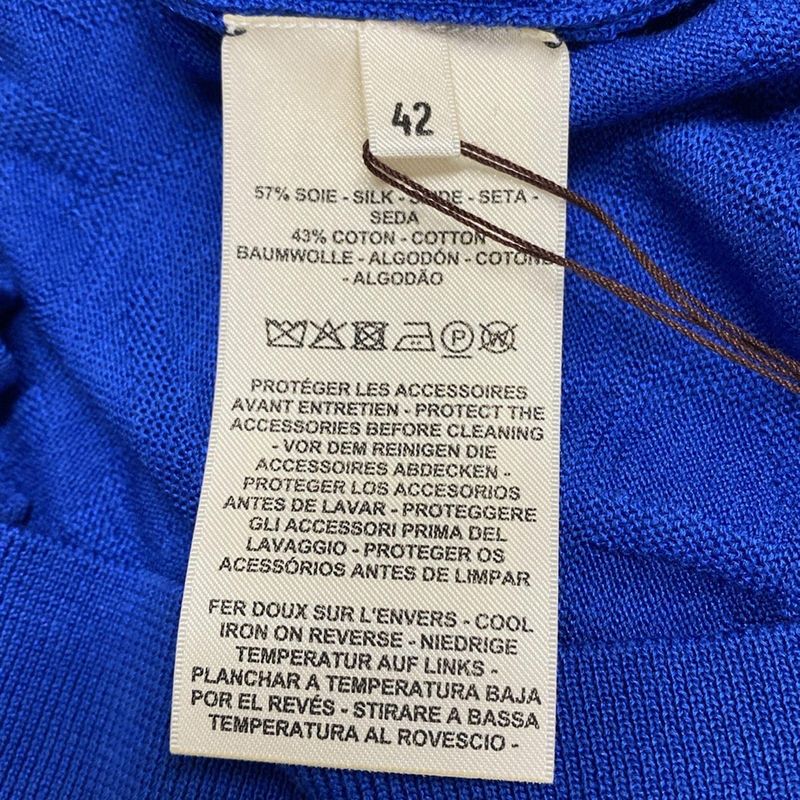 42
57% SOIE - SILK - SEIDE - SETA -
SEDA
43% COTON - COTTON
BAUMWOLLE - ALGODÓN - COTONE
- ALGODÃO
P
PROTÉGER LES ACCESSOIRES
AVANT ENTRETIEN - PROTECT THE
ACCESSORIES BEFORE CLEANING
- VOR DEM REINIGEN DIE
ACCESSOIRES ABDECKEN -
PROTEGER LOS ACCESORIOS
ANTES DE LAVAR - PROTEGGERE
GLI ACCESSORI PRIMA DEL
LAVAGGIO - PROTEGER OS
ACESSÓRIOS ANTES DE LIMPAR
FER DOUX SUR L'ENVERS - COOL
IRON ON REVERSE - NIEDRIGE
TEMPERATUR AUF LINKS -
PLANCHAR A TEMPERATURA BAJA
POR EL REVÉS - STIRARE A BASSA
TEMPERATURA AL ROVESCIO -